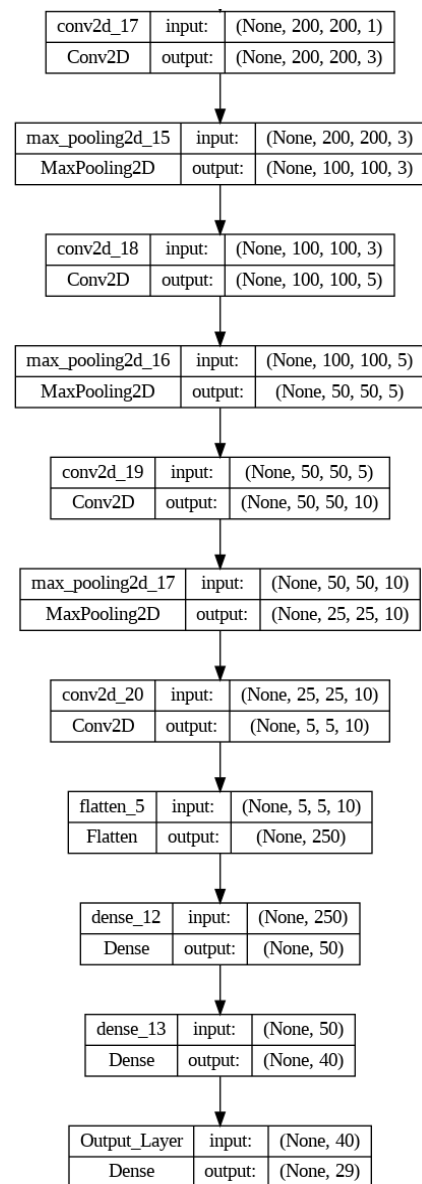 conv2d_17 input: (None, 200, 200, 1)
Conv2D output: (None, 200, 200, 3)
max_pooling2d_15 input: (None, 200, 200, 3)
MaxPooling2D output: (None, 100, 100, 3)
conv2d_18 input: (None, 100, 100, 3)
Conv2D output: (None, 100, 100, 5)
max_pooling2d_16 input: (None, 100, 100, 5)
MaxPooling2D output: (None, 50, 50, 5)
conv2d_19 input: (None, 50, 50, 5)
Conv2D output: (None, 50, 50, 10)
max_pooling2d_17 input: (None, 50, 50, 10)
MaxPooling2D output: (None, 25, 25, 10)
conv2d_20 input: (None, 25, 25, 10)
Conv2D output: (None, 5, 5, 10)
flatten_5 input: (None, 5, 5, 10)
Flatten output: (None, 250)
dense_12 input: (None, 250)
Dense output: (None, 50)
dense_13 input: (None, 50)
Dense output: (None, 40)
Output_Layer input: (None, 40)
Dense output: (None, 29)